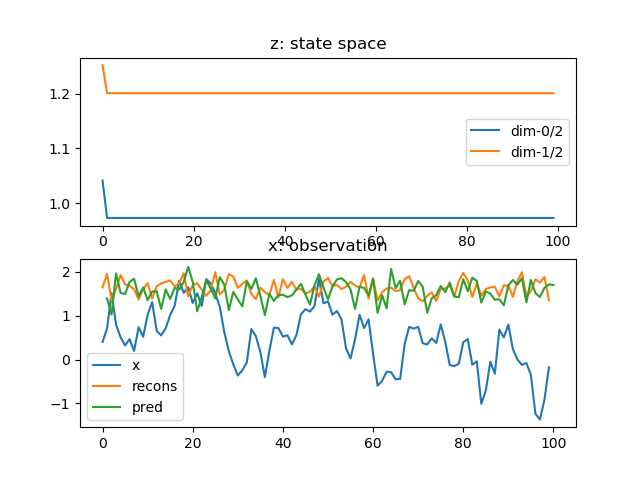 z: state space
1.2
1.1
1.0
dim-0/2
dim-1/2
0 20 40 60 80 100
x: observation
2
1
0
−1
x
recons
pred
0 20 40 60 80 100